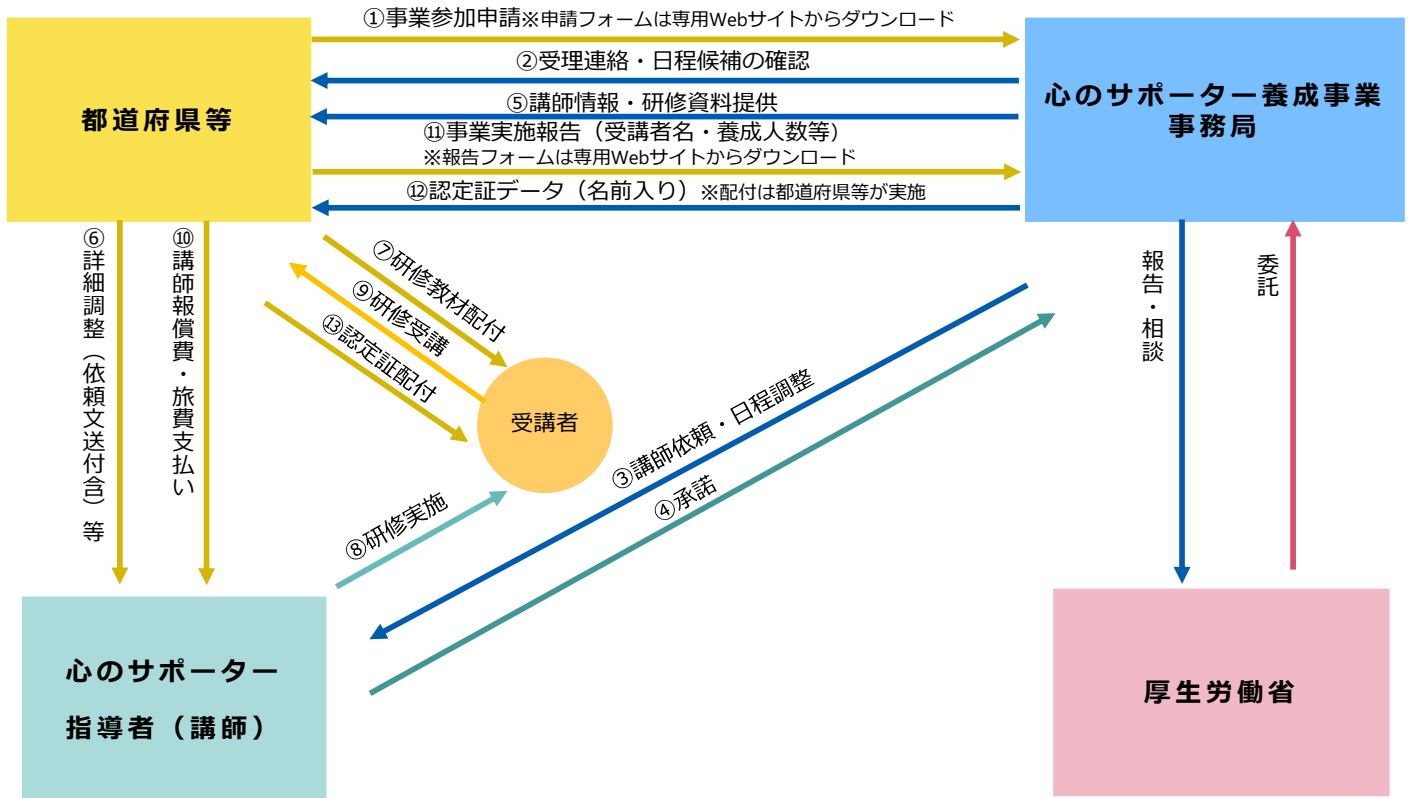 ①事業参加申請※申請フォームは専用Webサイトからダウンロード
②受理連絡・日程候補の確認
⑤講師情報・研修資料提供
⑪事業実施報告（受講者名・養成人数等）
※報告フォームは専用Webサイトからダウンロード
⑫認定証データ（名前入り）※配付は都道府県等が実施
都道府県等
心のサポーター養成事業
事務局
⑥詳細調整（依頼文送付含）等
⑩講師報償費・旅費支払い
⑦研修教材配付
⑨研修受講
⑬認定証配付
受講者
⑧研修実施
③講師依頼・日程調整
④承諾
報告・相談
委託
心のサポーター
指導者（講師）
厚生労働省